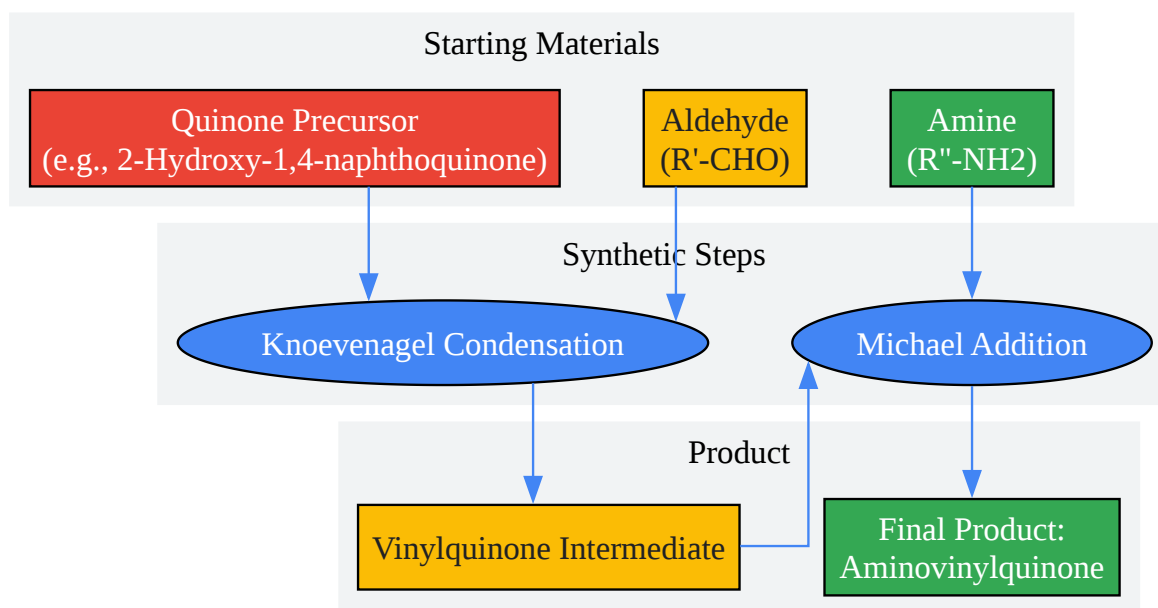 Starting Materials
Quinone Precursor
(e.g., 2-Hydroxy-1,4-naphthoquinone)
Aldehyde
(R'-CHO)
Amine
(R"-NH2)
Synthetic Steps
Knoevenagel Condensation
Michael Addition
Product
Vinylquinone Intermediate
Final Product:
Aminovinylquinone